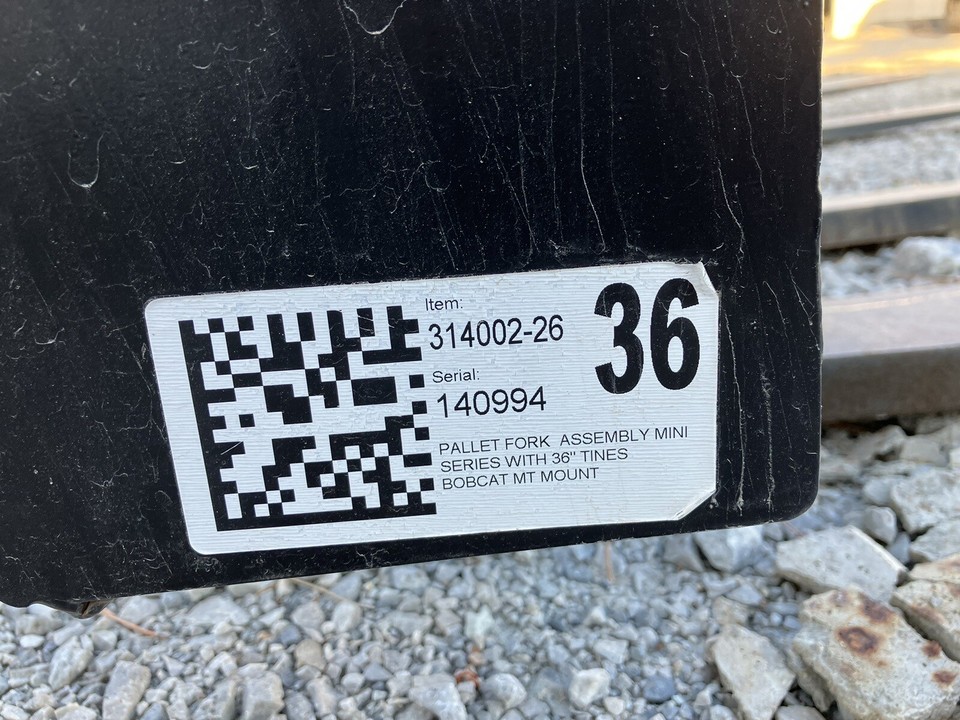 Item:
314002-26
36
Serial:
140994
PALLET FORK ASSEMBLY MINI
SERIES WITH 36" TINES
BOBCAT MT MOUNT